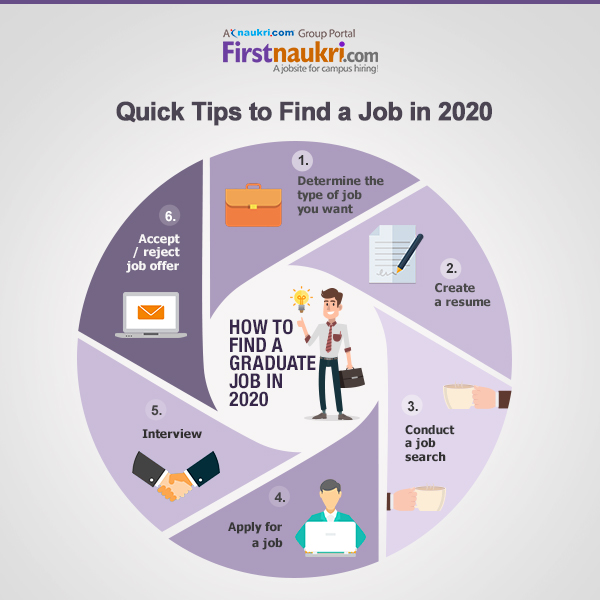 A naukri.com Group Portal
Firstnaukri.com
A jobsite for campus hiring!
Quick Tips to Find a Job in 2020
1.
Determine the
type of job
you want
2.
Create
a resume
3.
Conduct
a job
search
4.
Apply for
a job
5.
Interview
6.
Accept
/ reject
job offer
HOW TO
FIND A
GRADUATE
JOB IN
2020